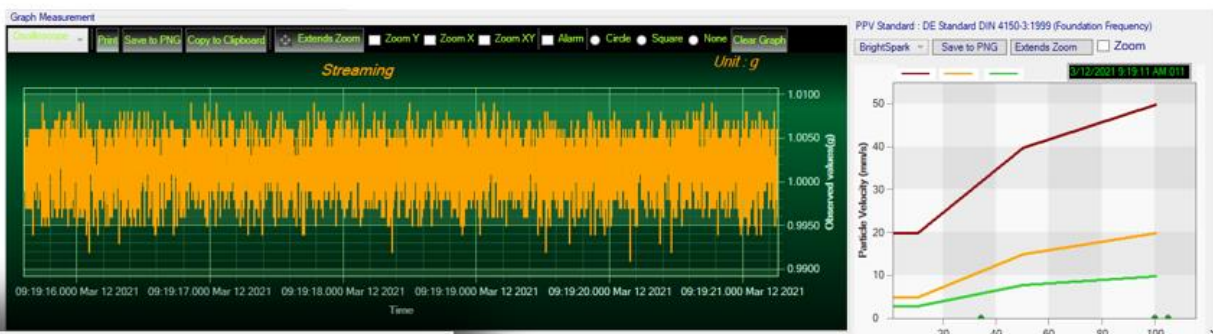 Graph Measurement
Oscilloscope Print Save to PNG Copy to Clipboard Extends Zoom Zoom Y Zoom X Zoom XY Alarm Circle Square None Clear Graph
Streaming
Unit : g
1.0100
1.0050
1.0000
0.9950
0.9900
Observed values(g)
09:19:16.000 Mar 12 2021 09:19:17.000 Mar 12 2021 09:19:18.000 Mar 12 2021 09:19:19.000 Mar 12 2021 09:19:20.000 Mar 12 2021 09:19:21.000 Mar 12 2021
Time
PPV Standard : DE Standard DIN 4150-3:1999 (Foundation Frequency)
BrightSpark Save to PNG Extends Zoom Zoom
3/12/2021 9:19:11 AM 011
50
40
30
20
10
0
Particle Velocity (mm/s)
20 40 60 80 100